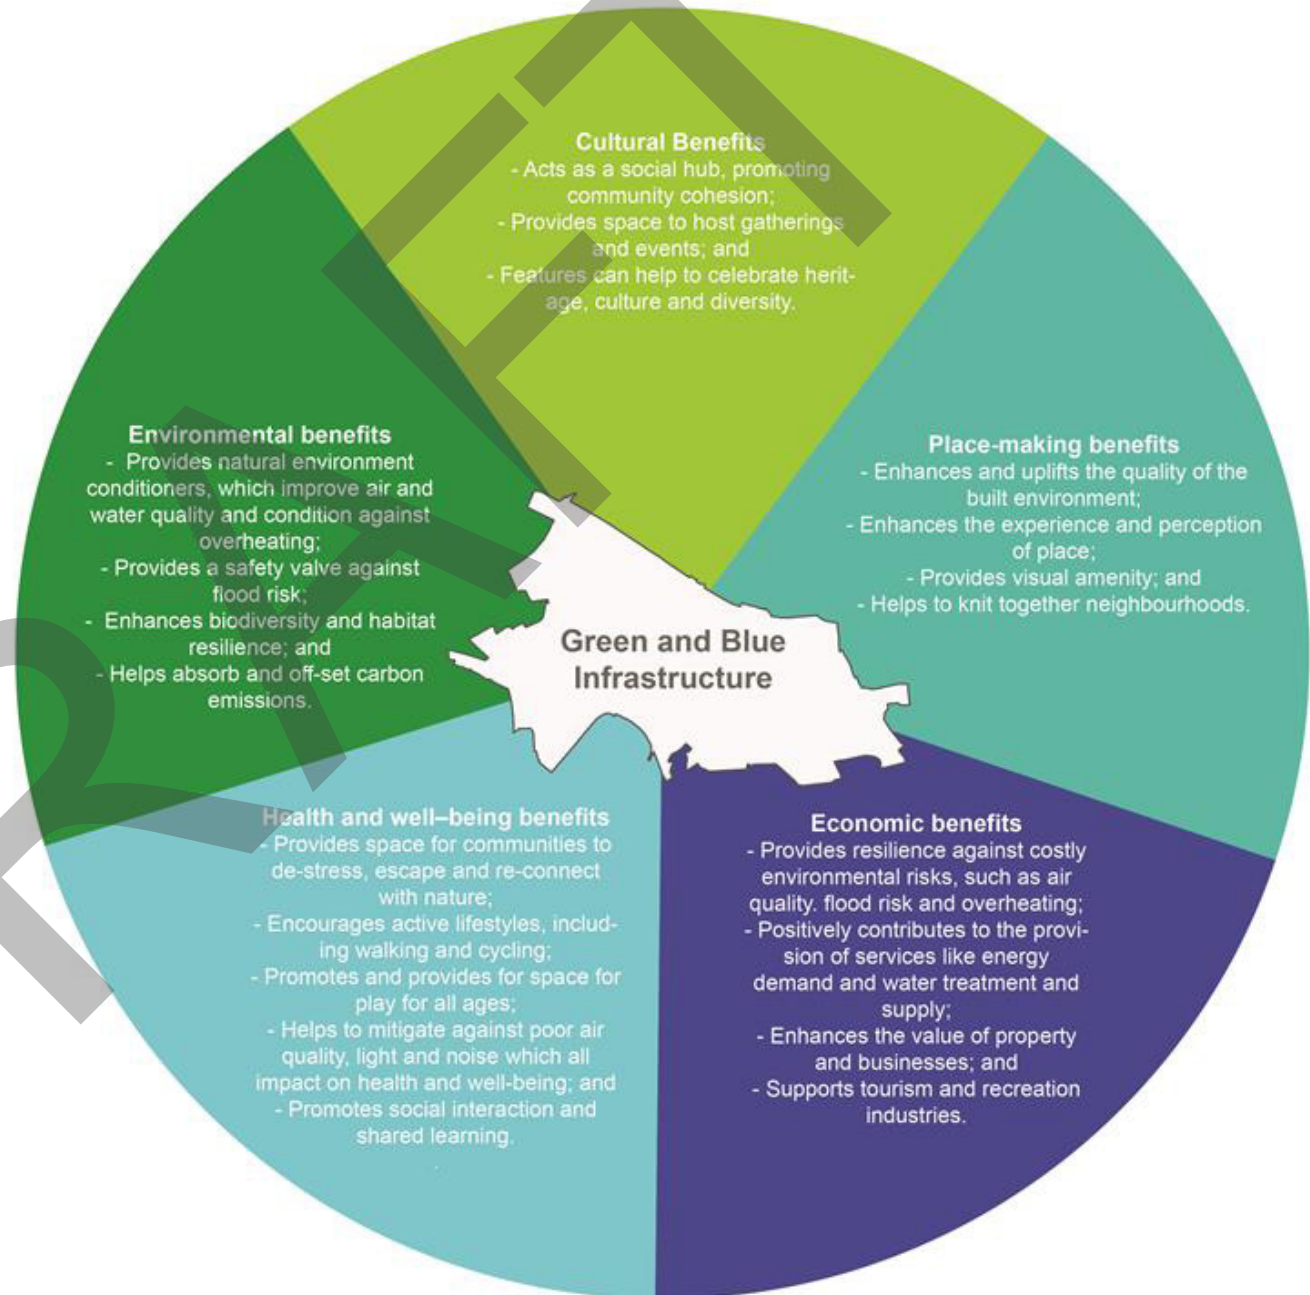 Cultural Benefits
- Acts as a social hub, promoting
community cohesion;
- Provides space to host gatherings
and events; and
- Features can help to celebrate herit-
age, culture and diversity.
Environmental benefits
- Provides natural environment
conditioners, which improve air and
water quality and condition against
overheating;
- Provides a safety valve against
flood risk;
- Enhances biodiversity and habitat
resilience; and
- Helps absorb and off-set carbon
emissions.
Place-making benefits
- Enhances and uplifts the quality of the
built environment;
- Enhances the experience and perception
of place;
- Provides visual amenity; and
- Helps to knit together neighbourhoods.
Green and Blue
Infrastructure
Health and well–being benefits
- Provides space for communities to
de-stress, escape and re-connect
with nature;
- Encourages active lifestyles, includ-
ing walking and cycling;
- Promotes and provides for space for
play for all ages;
- Helps to mitigate against poor air
quality, light and noise which all
impact on health and well-being; and
- Promotes social interaction and
shared learning.
Economic benefits
- Provides resilience against costly
environmental risks, such as air
quality. flood risk and overheating;
- Positively contributes to the provi-
sion of services like energy
demand and water treatment and
supply;
- Enhances the value of property
and businesses; and
- Supports tourism and recreation
industries.